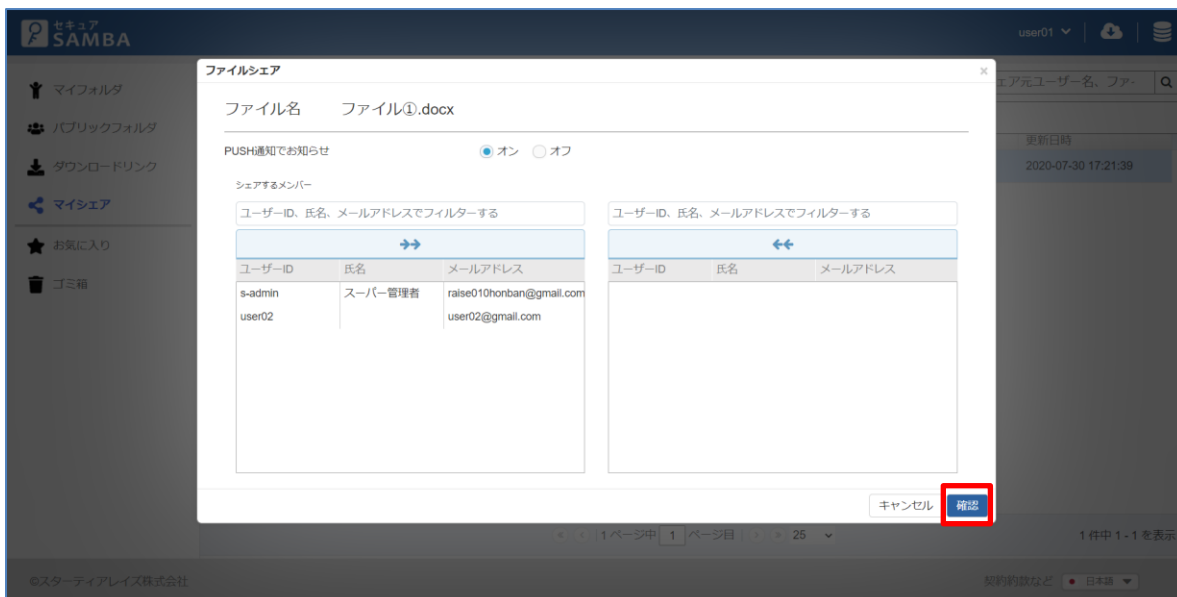 セキュア
SAMBA
user01
ファイルシェア
×
ェア元ユーザー名、ファ-
マイフォルダ
ファイル名 ファイル①.docx
パブリックフォルダ
更新日時
PUSH通知でお知らせ オン オフ
ダウンロードリンク
2020-07-30 17:21:39
シェアするメンバー
マイシェア
ユーザーID、氏名、メールアドレスでフィルターする ユーザーID、氏名、メールアドレスでフィルターする
お気に入り
ユーザーID 氏名 メールアドレス ユーザーID 氏名 メールアドレス
ゴミ箱
s-admin スーパー管理者 raise010honban@gmail.com
user02 user02@gmail.com
キャンセル 確認
« ‹ 1 ページ中 1 ページ目 › » 25
1 件中 1 - 1 を表示
©スターティアレイズ株式会社
契約約款など 日本語